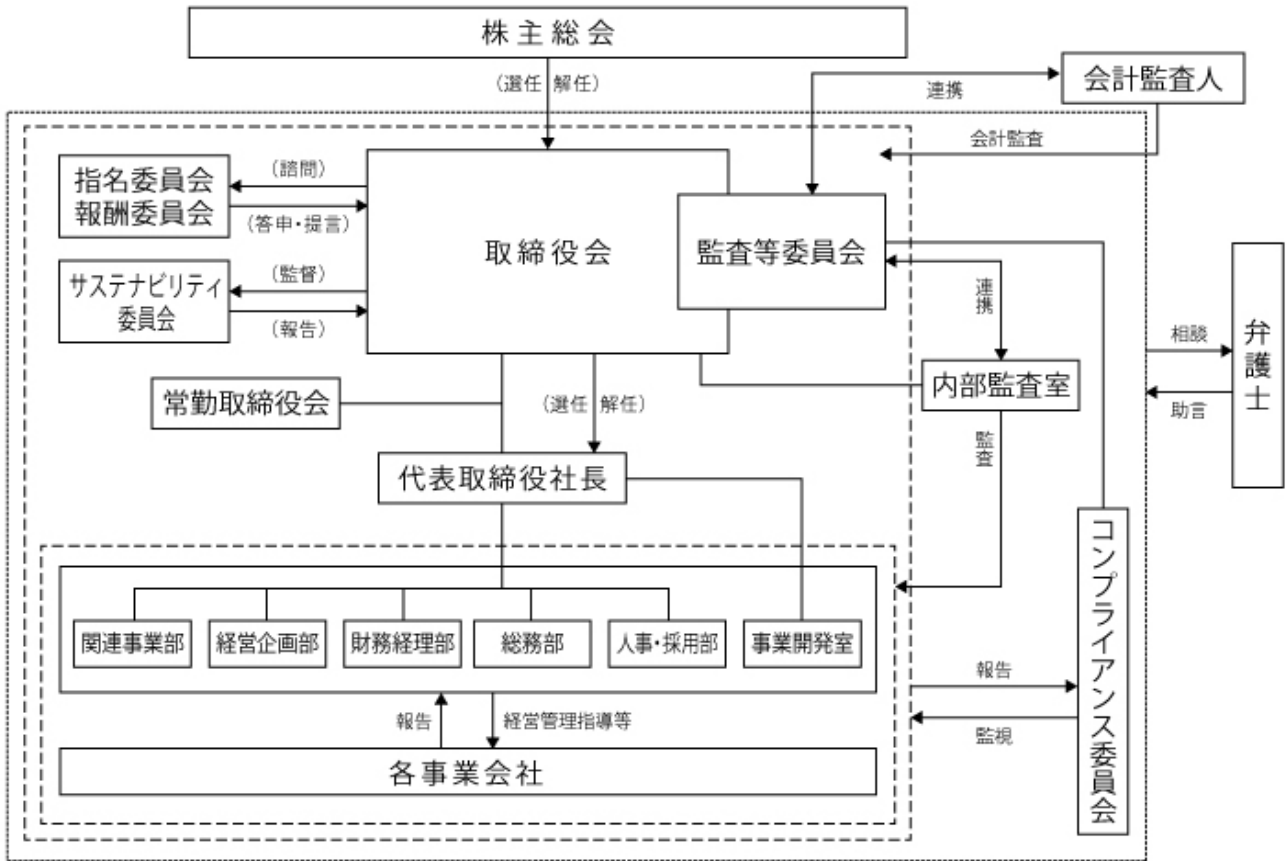 株主総会
(選任 解任)
連携
会計監査人
会計監査
指名委員会
報酬委員会
(諮問)
(答申・提言)
取締役会
監査等委員会
サステナビリティ
委員会
(監督)
(報告)
連携
相談
助言
弁護士
常勤取締役会
(選任 解任)
内部監査室
監査
代表取締役社長
コンプライアンス委員会
関連事業部
経営企画部
財務経理部
総務部
人事・採用部
事業開発室
報告
監視
報告
経営管理指導等
各事業会社